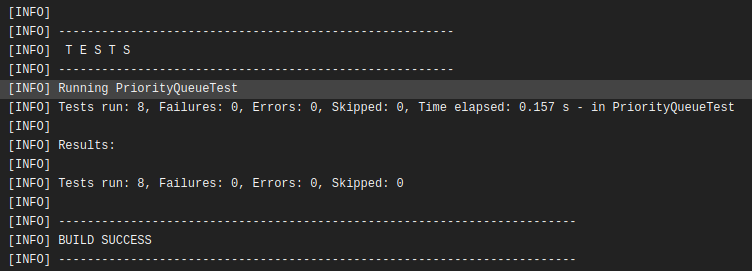 [INFO]
[INFO] -------------------------------------------------------
[INFO]  T E S T S
[INFO] -------------------------------------------------------
[INFO] Running PriorityQueueTest
[INFO] Tests run: 8, Failures: 0, Errors: 0, Skipped: 0, Time elapsed: 0.157 s - in PriorityQueueTest
[INFO]
[INFO] Results:
[INFO]
[INFO] Tests run: 8, Failures: 0, Errors: 0, Skipped: 0
[INFO]
[INFO] ------------------------------------------------------------------------
[INFO] BUILD SUCCESS
[INFO] ------------------------------------------------------------------------